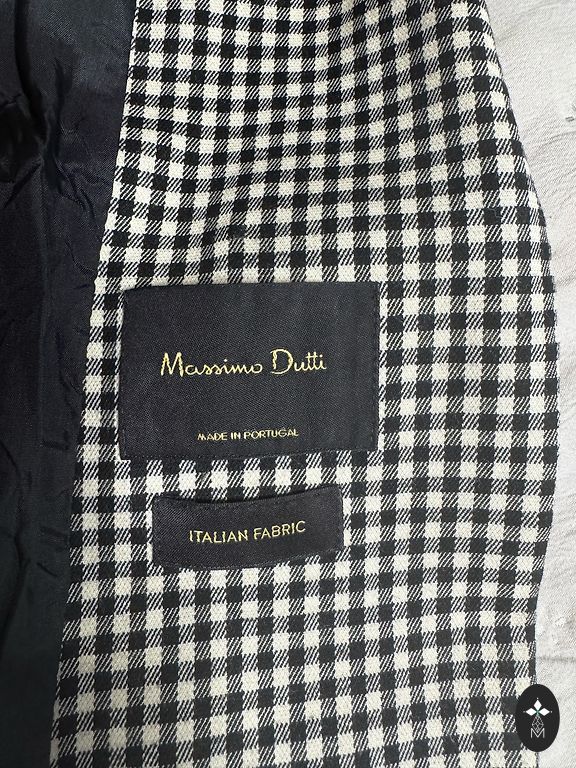 Massimo Dutti
MADE IN PORTUGAL
ITALIAN FABRIC
M